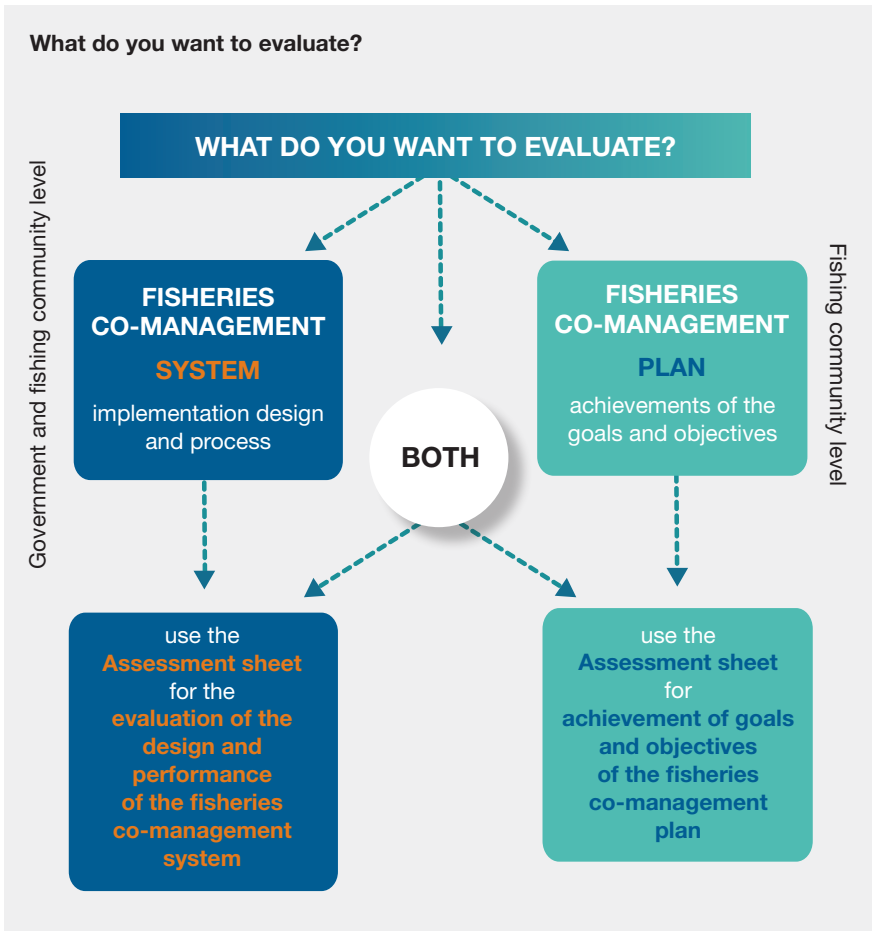 What do you want to evaluate?
WHAT DO YOU WANT TO EVALUATE?
Government and fishing community level
FISHERIES
CO-MANAGEMENT
SYSTEM
implementation design
and process
BOTH
FISHERIES
CO-MANAGEMENT
PLAN
achievements of the
goals and objectives
Fishing community level
use the
Assessment sheet
for the
evaluation of the
design and
performance
of the fisheries
co-management
system
use the
Assessment sheet
for
achievement of goals
and objectives
of the fisheries
co-management
plan